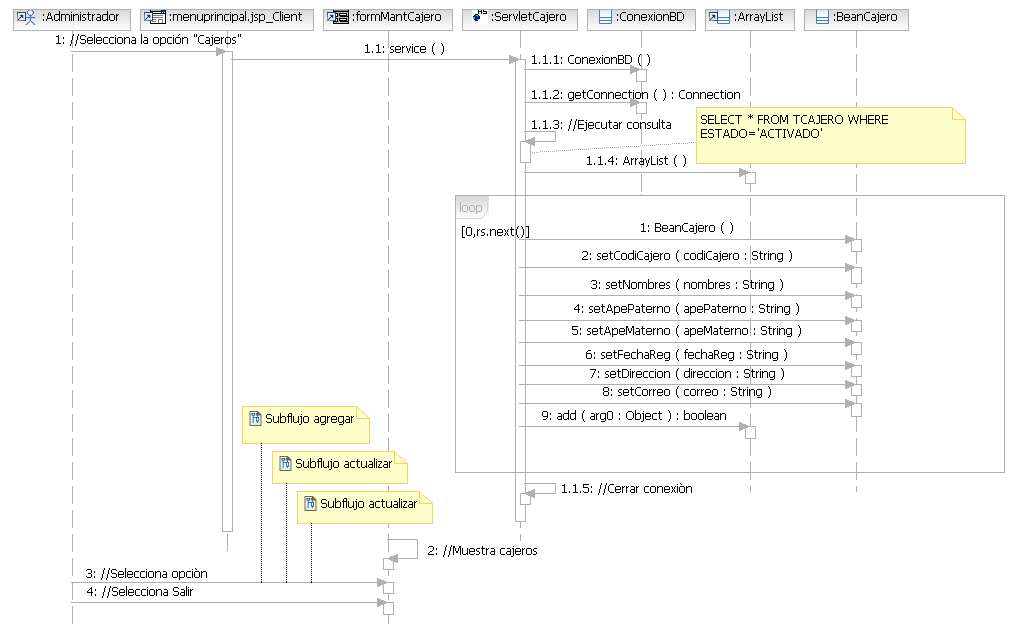 :Administrador
:menuprincipal.jsp_Client
:formMantCajero
:ServletCajero
:ConexionBD
:ArrayList
:BeanCajero
1: //Selecciona la opción "Cajeros"
1.1: service ( )
1.1.1: ConexionBD ( )
1.1.2: getConnection ( ) : Connection
1.1.3: //Ejecutar consulta
SELECT * FROM TCAJERO WHERE
ESTADO='ACTIVADO'
1.1.4: ArrayList ( )
loop
[0,rs.next()]
1: BeanCajero ( )
2: setCodiCajero ( codiCajero : String )
3: setNombres ( nombres : String )
4: setApePaterno ( apePaterno : String )
5: setApeMaterno ( apeMaterno : String )
6: setFechaReg ( fechaReg : String )
7: setDireccion ( direccion : String )
8: setCorreo ( correo : String )
9: add ( arg0 : Object ) : boolean
Subflujo agregar
Subflujo actualizar
Subflujo actualizar
1.1.5: //Cerrar conexiòn
2: //Muestra cajeros
3: //Selecciona opciòn
4: //Selecciona Salir